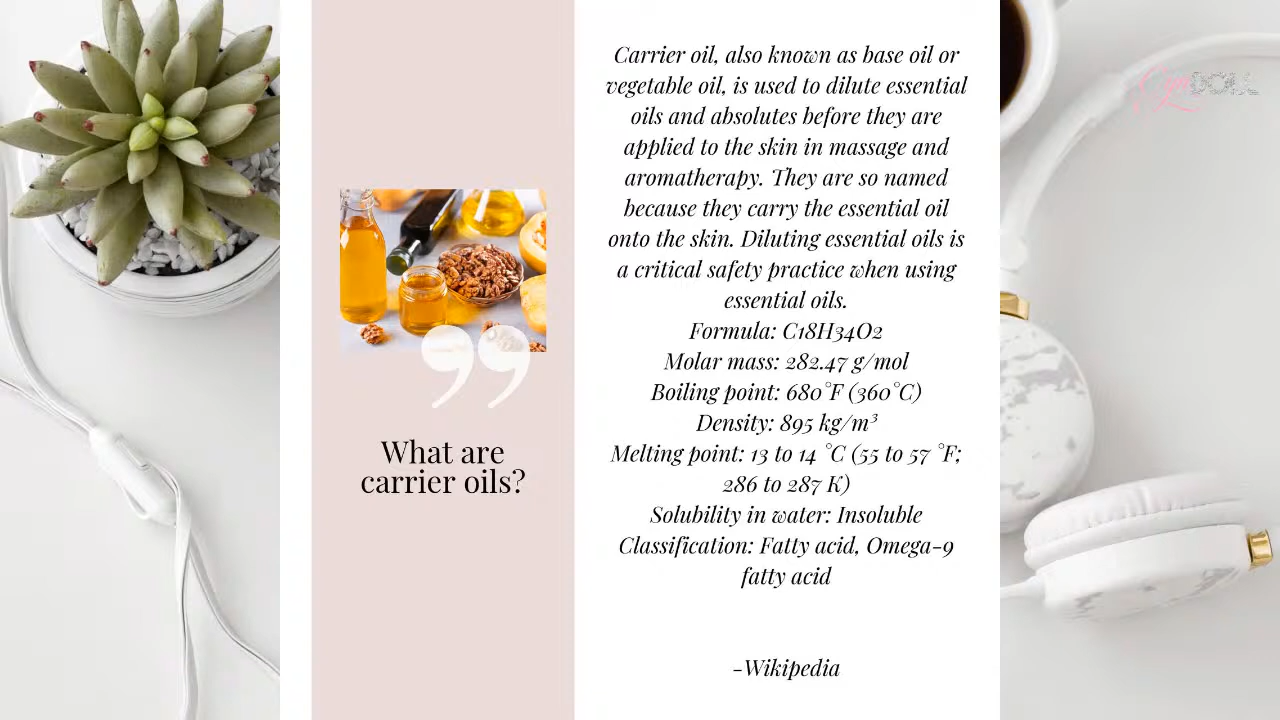 What are
carrier oils?
Carrier oil, also known as base oil or
vegetable oil, is used to dilute essential
oils and absolutes before they are
applied to the skin in massage and
aromatherapy. They are so named
because they carry the essential oil
onto the skin. Diluting essential oils is
a critical safety practice when using
essential oils.
Formula: C18H34O2
Molar mass: 282.47 g/mol
Boiling point: 680°F (360°C)
Density: 895 kg/m³
Melting point: 13 to 14 °C (55 to 57 °F;
286 to 287 K)
Solubility in water: Insoluble
Classification: Fatty acid, Omega-9
fatty acid
-Wikipedia
DOLL